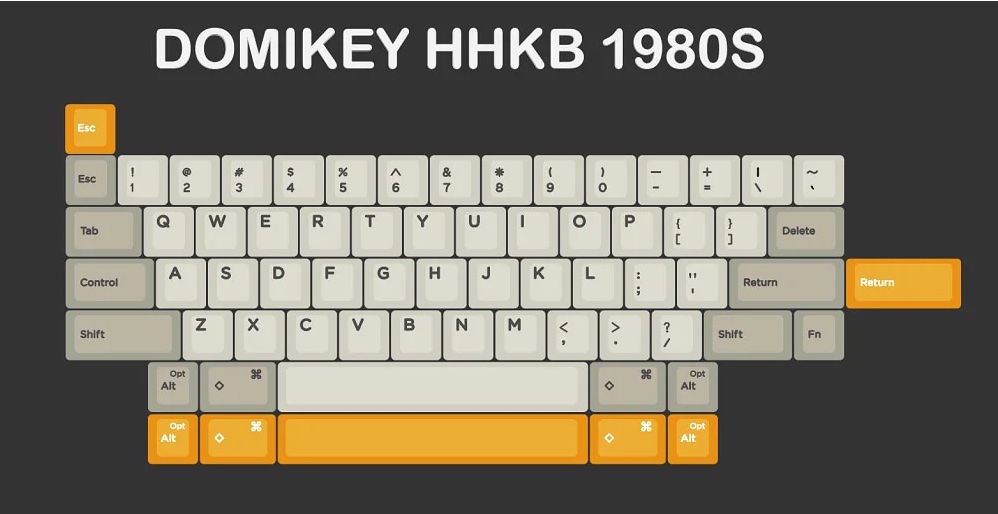 DOMIKEY HHKB 1980S
Esc
Esc ! 1 @ 2 # 3 $ 4 % 5 ^ 6 & 7 * 8 ( 9 ) 0 — - + = | \ ~ `
Tab Q W E R T Y U I O P { [ } ] Delete
Control A S D F G H J K L : ; " ' Return Return
Shift Z X C V B N M < , > . ? / Shift Fn
Opt Alt ◇ ⌘ ◇ ⌘ Opt Alt
Opt Alt ◇ ⌘ ◇ ⌘ Opt Alt